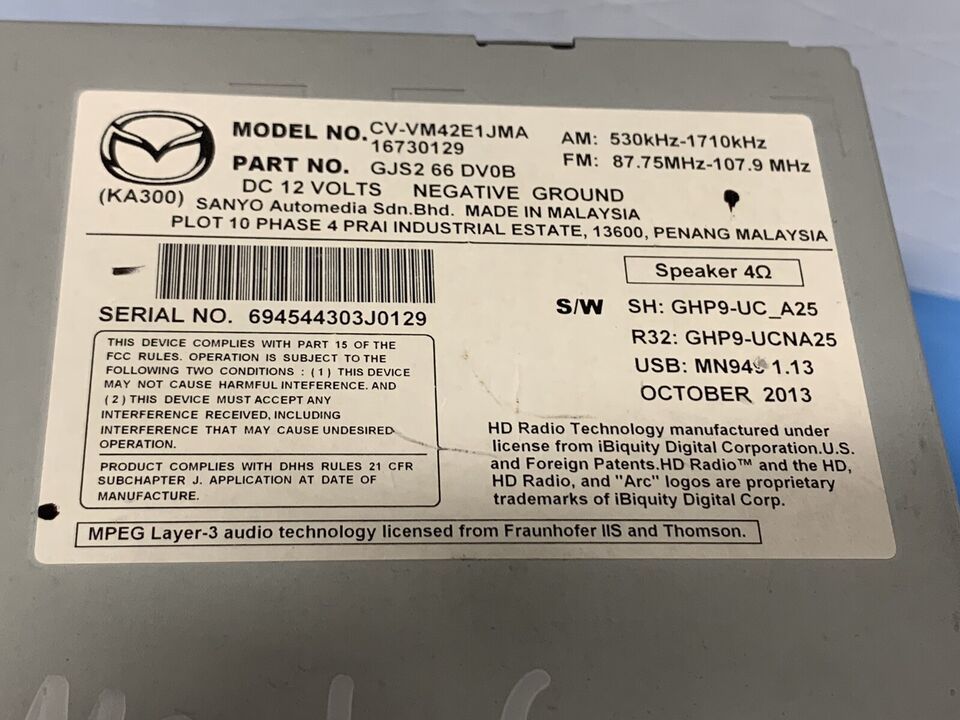 MODEL NO. CV-VM42E1JMA
16730129
AM: 530kHz-1710kHz
PART NO. GJS2 66 DV0B
FM: 87.75MHz-107.9 MHz
DC 12 VOLTS NEGATIVE GROUND
(KA300) SANYO Automedia Sdn.Bhd. MADE IN MALAYSIA
PLOT 10 PHASE 4 PRAI INDUSTRIAL ESTATE, 13600, PENANG MALAYSIA
SERIAL NO. 694544303J0129
THIS DEVICE COMPLIES WITH PART 15 OF THE
FCC RULES. OPERATION IS SUBJECT TO THE
FOLLOWING TWO CONDITIONS : ( 1 ) THIS DEVICE
MAY NOT CAUSE HARMFUL INTERFERENCE. AND
( 2 ) THIS DEVICE MUST ACCEPT ANY
INTERFERENCE RECEIVED, INCLUDING
INTERFERENCE THAT MAY CAUSE UNDESIRED
OPERATION.
PRODUCT COMPLIES WITH DHHS RULES 21 CFR
SUBCHAPTER J. APPLICATION AT DATE OF
MANUFACTURE.
Speaker 4Ω
S/W SH: GHP9-UC_A25
R32: GHP9-UCNA25
USB: 1.13
OCTOBER 2013
HD Radio Technology manufactured under
license from iBiquity Digital Corporation.U.S.
and Foreign Patents.HD Radio™ and the HD,
HD Radio, and "Arc" logos are proprietary
trademarks of iBiquity Digital Corp.
MPEG Layer-3 audio technology licensed from Fraunhofer IIS and Thomson.